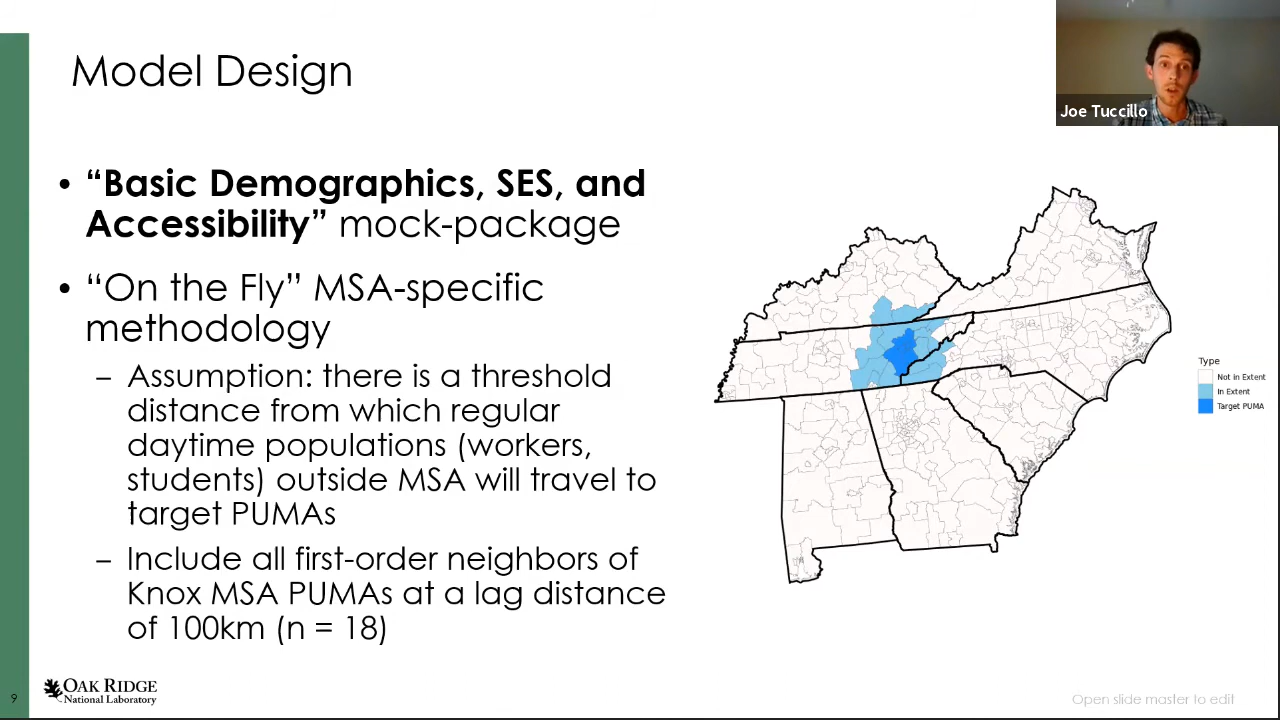 Model Design
Joe Tuccillo
• “Basic Demographics, SES, and
Accessibility” mock-package
• “On the Fly” MSA-specific
methodology
– Assumption: there is a threshold
distance from which regular
daytime populations (workers,
students) outside MSA will travel to
target PUMAs
– Include all first-order neighbors of
Knox MSA PUMAs at a lag distance
of 100km (n = 18)
Type
Not in Extent
In Extent
Target PUMA
9
OAK RIDGE
National Laboratory
Open slide master to edit